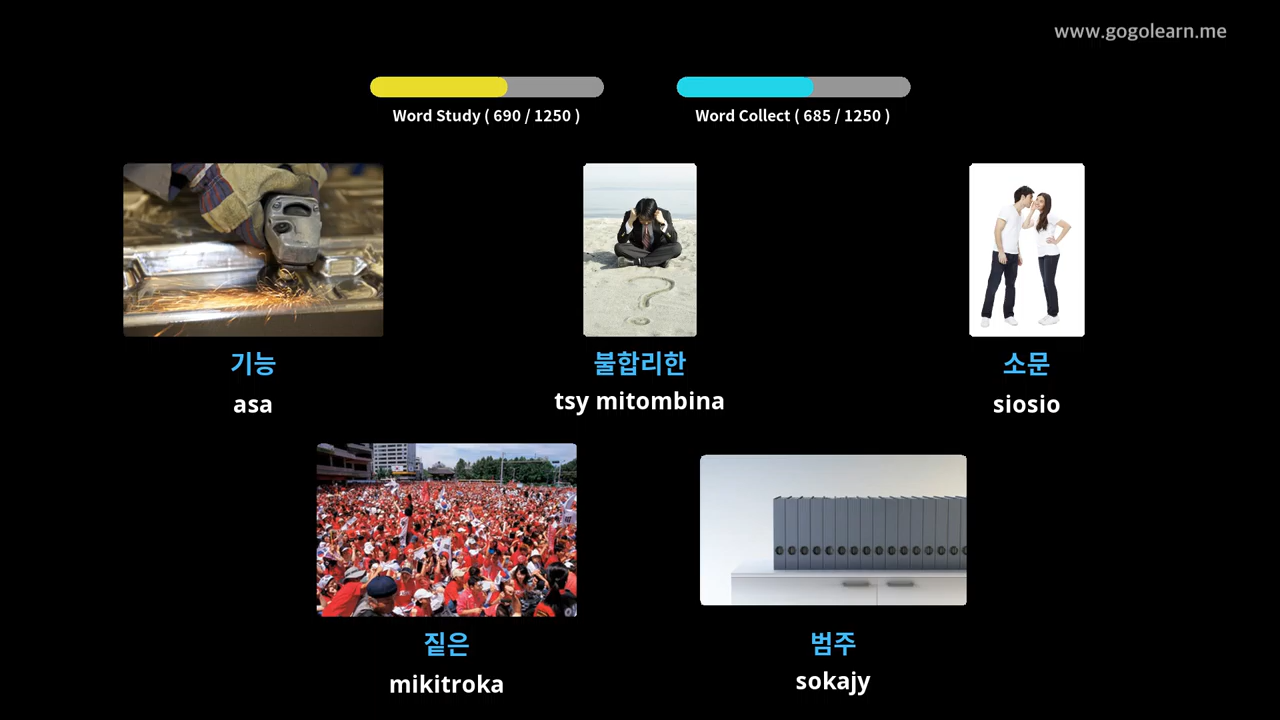 www.gogolearn.me
Word Study ( 690 / 1250 )
Word Collect ( 685 / 1250 )
기능
asa
불합리한
tsy mitombina
소문
siosio
짙은
mikitroka
범주
sokajy